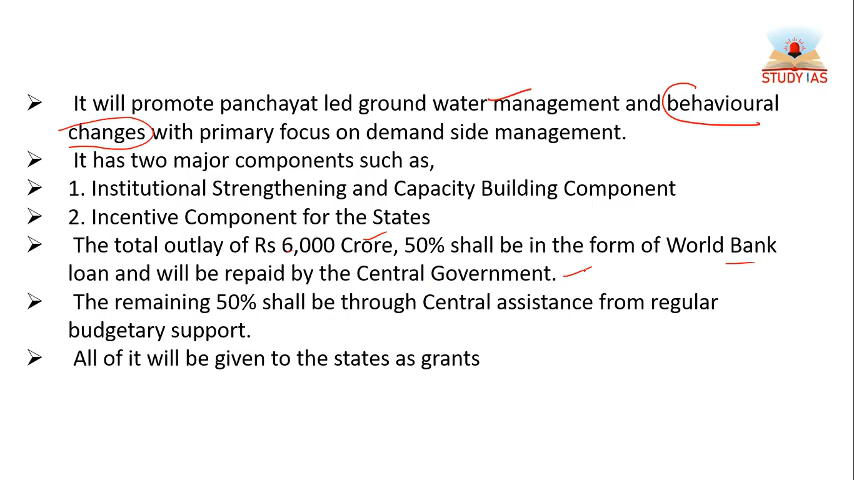 STUDY IAS
➤ It will promote panchayat led ground water management and behavioural
changes with primary focus on demand side management.
➤ It has two major components such as,
➤ 1. Institutional Strengthening and Capacity Building Component
➤ 2. Incentive Component for the States
➤ The total outlay of Rs 6,000 Crore, 50% shall be in the form of World Bank
loan and will be repaid by the Central Government.
➤ The remaining 50% shall be through Central assistance from regular
budgetary support.
➤ All of it will be given to the states as grants